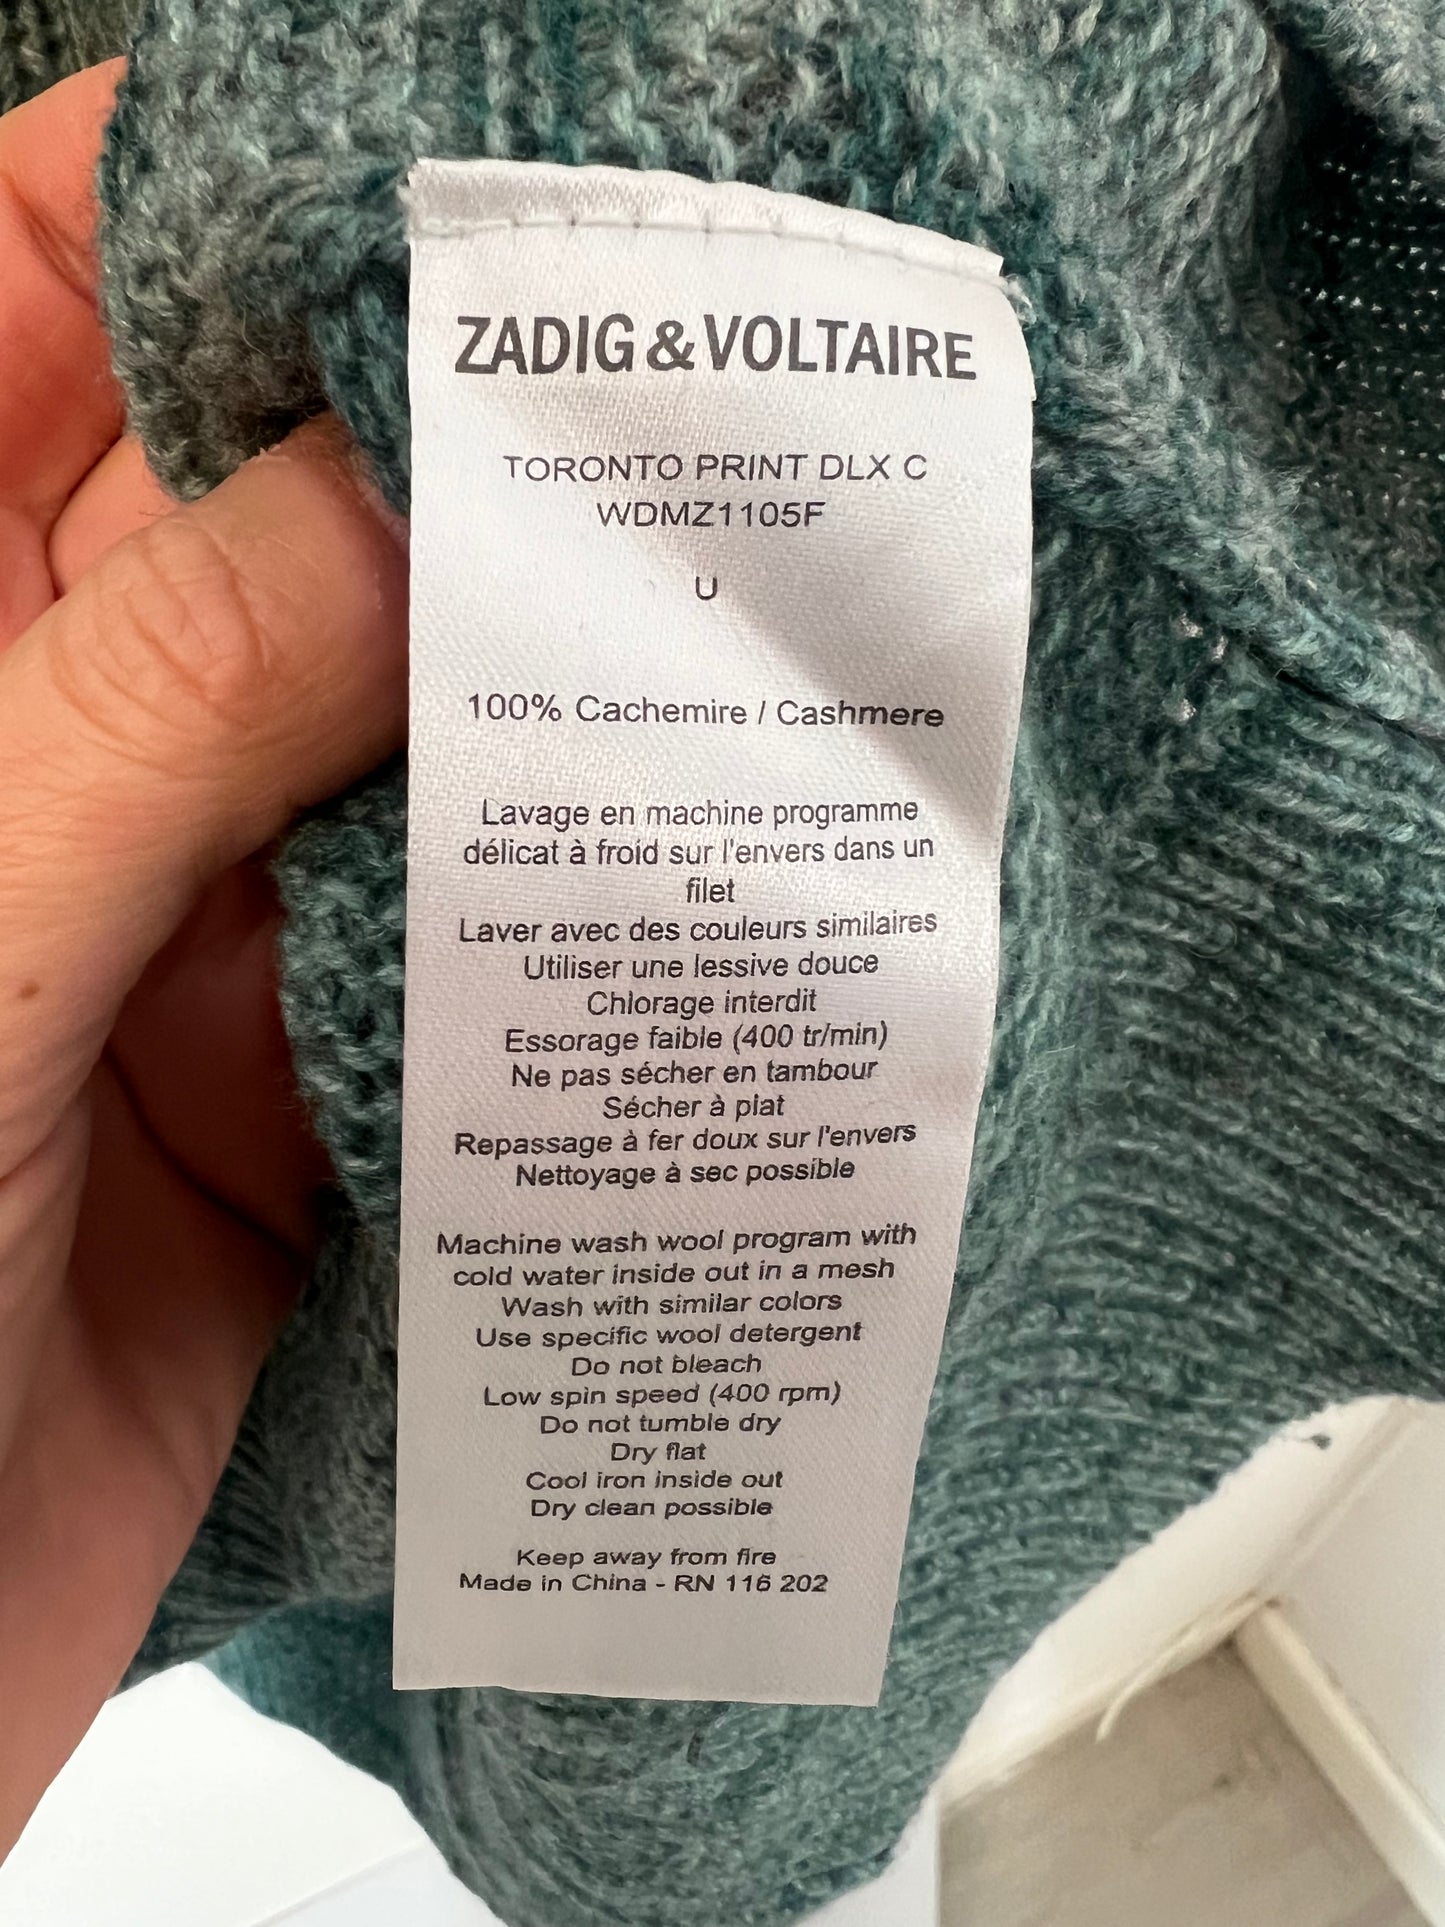 ZADIG & VOLTAIRE
TORONTO PRINT DLX C
WDMZ1105F
U
100% Cachemire / Cashmere
Lavage en machine programme
délicat à froid sur l'envers dans un
filet
Laver avec des couleurs similaires
Utiliser une lessive douce
Chlorage interdit
Essorage faible (400 tr/min)
Ne pas sécher en tambour
Sécher à plat
Repassage à fer doux sur l'envers
Nettoyage à sec possible
Machine wash wool program with
cold water inside out in a mesh
Wash with similar colors
Use specific wool detergent
Do not bleach
Low spin speed (400 rpm)
Do not tumble dry
Dry flat
Cool iron inside out
Dry clean possible
Keep away from fire
Made in China - RN 116 202